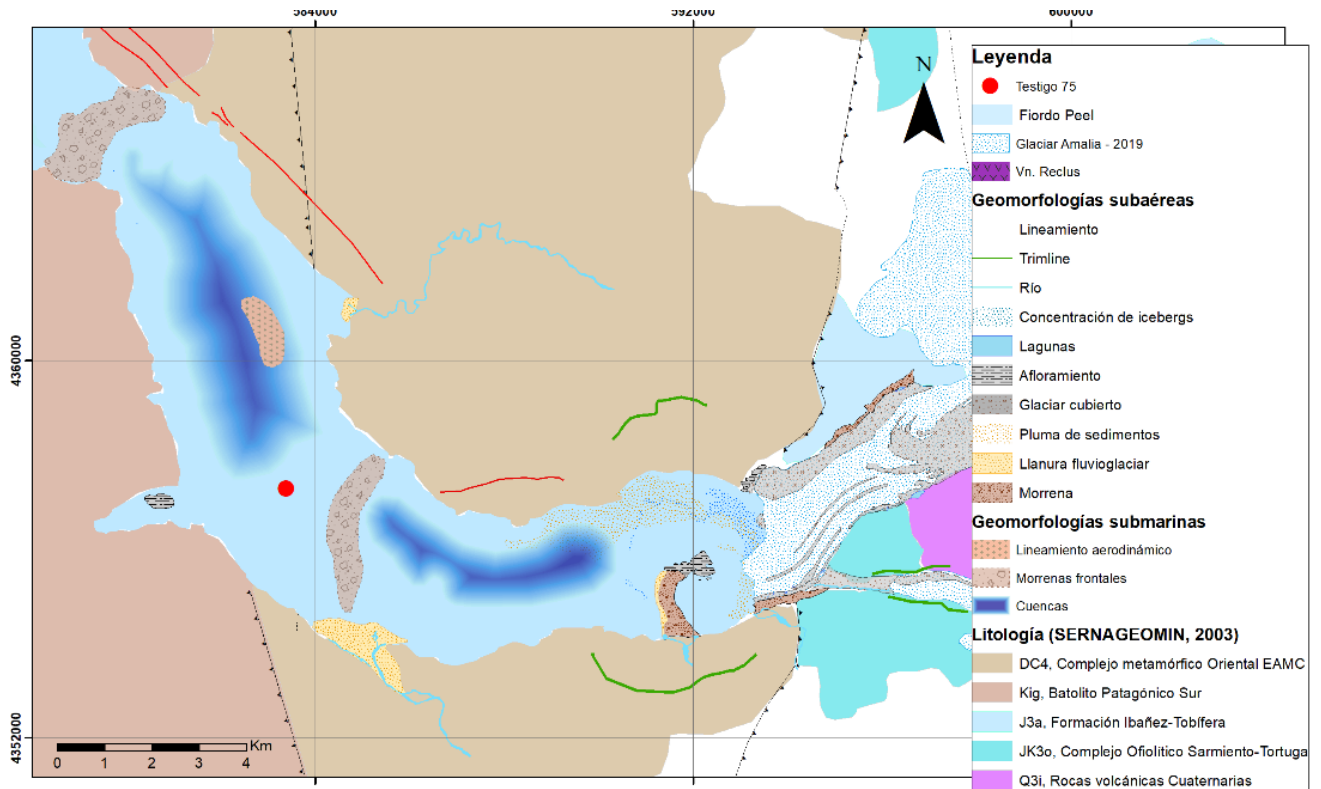 584000 592000 600000
Leyenda
N
Testigo 75
Fiordo Peel
Glaciar Amalia - 2019
Vn. Reclus
Geomorfologías subaéreas
Lineamiento
Trimline
Río
Concentración de icebergs
Lagunas
4360000
Afloramiento
Glaciar cubierto
Pluma de sedimentos
Llanura fluvioglaciar
Morrena
Geomorfologías submarinas
Lineamiento aerodinámico
Morrenas frontales
Cuencas
Litología (SERNAGEOMIN, 2003)
DC4, Complejo metamórfico Oriental EAMC
Kig, Batolito Patagónico Sur
J3a, Formación Ibañez-Tobífera
4352000
Km
0 1 2 3 4
JK3o, Complejo Ofiolítico Sarmiento-Tortuga
Q3i, Rocas volcánicas Cuaternarias